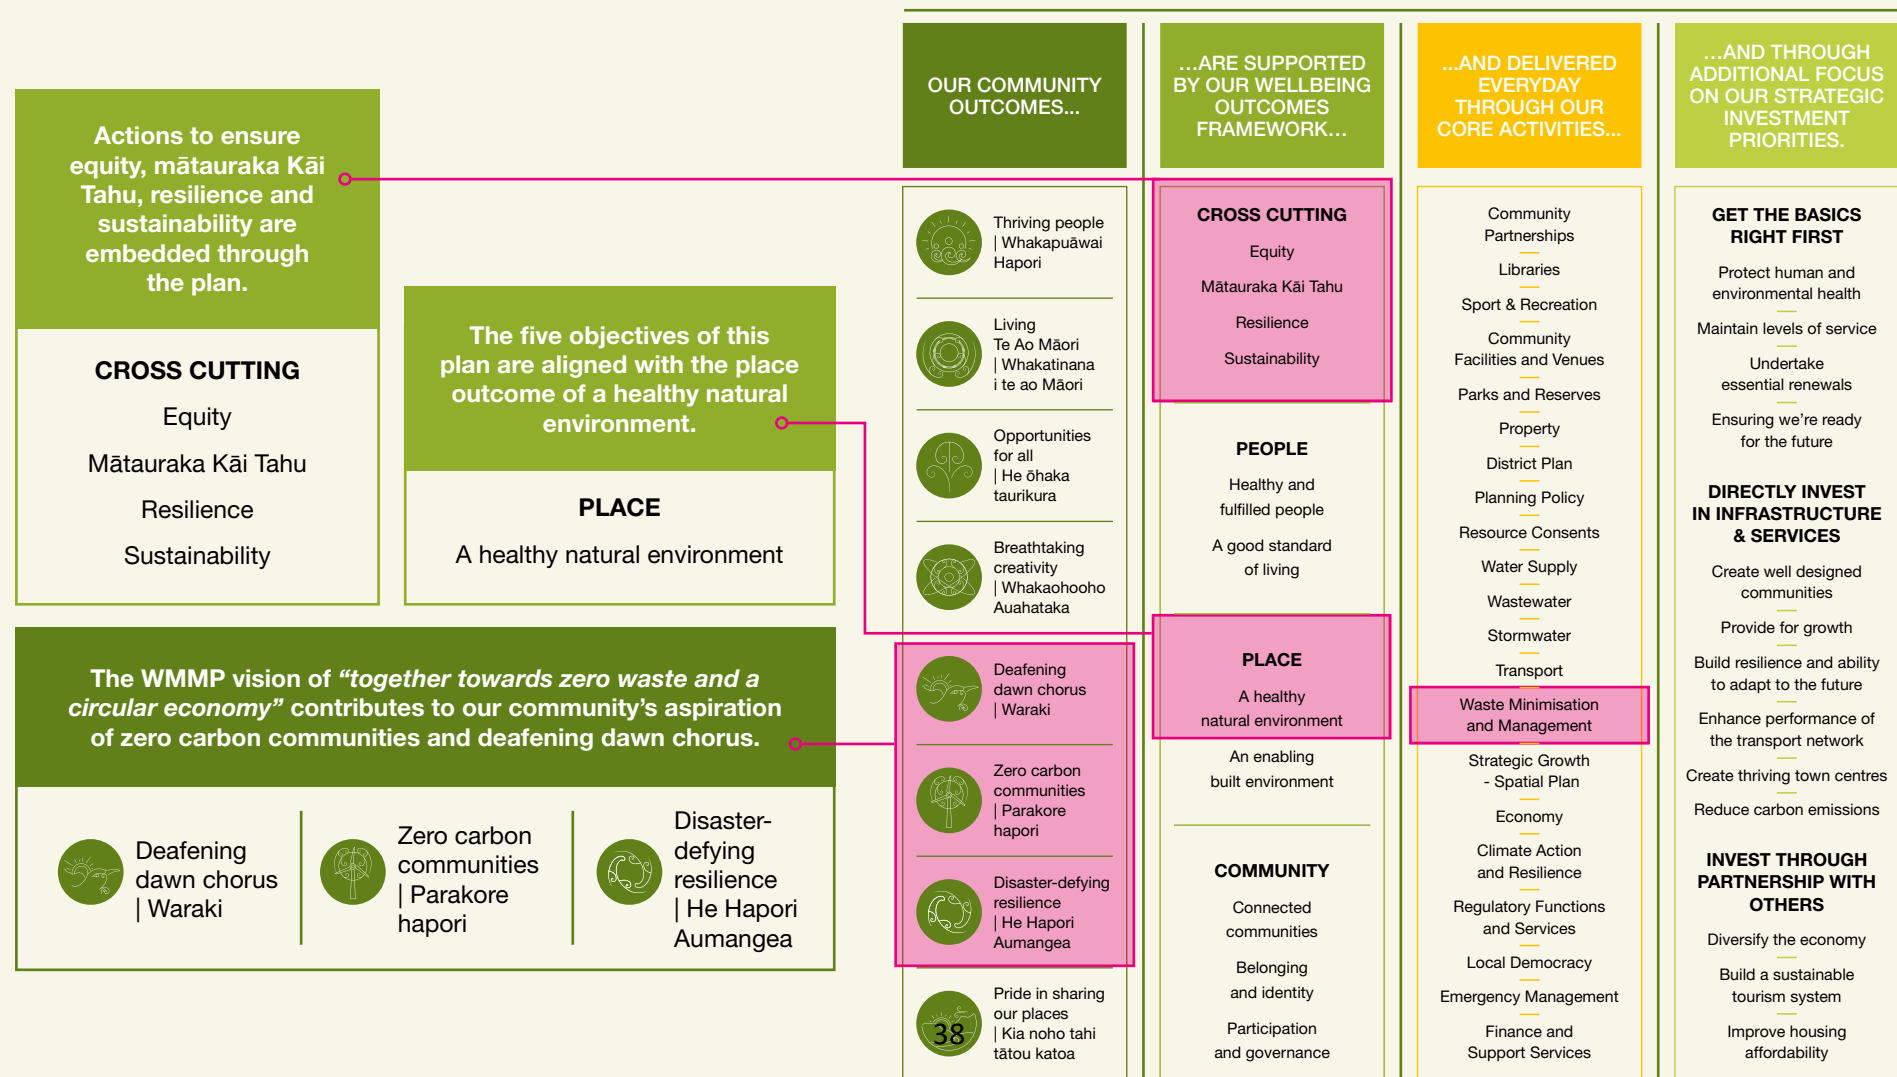 Actions to ensure
equity, mātauraka Kāi
Tahu, resilience and
sustainability are
embedded through
the plan.
CROSS CUTTING
Equity
Mātauraka Kāi Tahu
Resilience
Sustainability
The five objectives of this
plan are aligned with the place
outcome of a healthy natural
environment.
PLACE
A healthy natural environment
The WMMP vision of “together towards zero waste and a
circular economy” contributes to our community’s aspiration
of zero carbon communities and deafening dawn chorus.
Deafening
dawn chorus
| Waraki
Zero carbon
communities
| Parakore
hapori
Disaster-
defying
resilience
| He Hapori
Aumangea
OUR COMMUNITY
OUTCOMES...
Thriving people
| Whakapuāwai
Hapori
Living
Te Ao Māori
| Whakatinana
i te ao Māori
Opportunities
for all
| He ōhaka
taurikura
Breathtaking
creativity
| Whakaohooho
Auahataka
Deafening
dawn chorus
| Waraki
Zero carbon
communities
| Parakore
hapori
Disaster-defying
resilience
| He Hapori
Aumangea
Pride in sharing
our places
| Kia noho tahi
tātou katoa
38
…ARE SUPPORTED
BY OUR WELLBEING
OUTCOMES
FRAMEWORK…
CROSS CUTTING
Equity
Mātauraka Kāi Tahu
Resilience
Sustainability
PEOPLE
Healthy and
fulfilled people
A good standard
of living
PLACE
A healthy
natural environment
An enabling
built environment
COMMUNITY
Connected
communities
Belonging
and identity
Participation
and governance
...AND DELIVERED
EVERYDAY
THROUGH OUR
CORE ACTIVITIES...
Community
Partnerships
Libraries
Sport & Recreation
Community
Facilities and Venues
Parks and Reserves
Property
District Plan
Planning Policy
Resource Consents
Water Supply
Wastewater
Stormwater
Transport
Waste Minimisation
and Management
Strategic Growth
- Spatial Plan
Economy
Climate Action
and Resilience
Regulatory Functions
and Services
Local Democracy
Emergency Management
Finance and
Support Services
…AND THROUGH
ADDITIONAL FOCUS
ON OUR STRATEGIC
INVESTMENT
PRIORITIES.
GET THE BASICS
RIGHT FIRST
Protect human and
environmental health
Maintain levels of service
Undertake
essential renewals
Ensuring we’re ready
for the future
DIRECTLY INVEST
IN INFRASTRUCTURE
& SERVICES
Create well designed
communities
Provide for growth
Build resilience and ability
to adapt to the future
Enhance performance of
the transport network
Create thriving town centres
Reduce carbon emissions
INVEST THROUGH
PARTNERSHIP WITH
OTHERS
Diversify the economy
Build a sustainable
tourism system
Improve housing
affordability